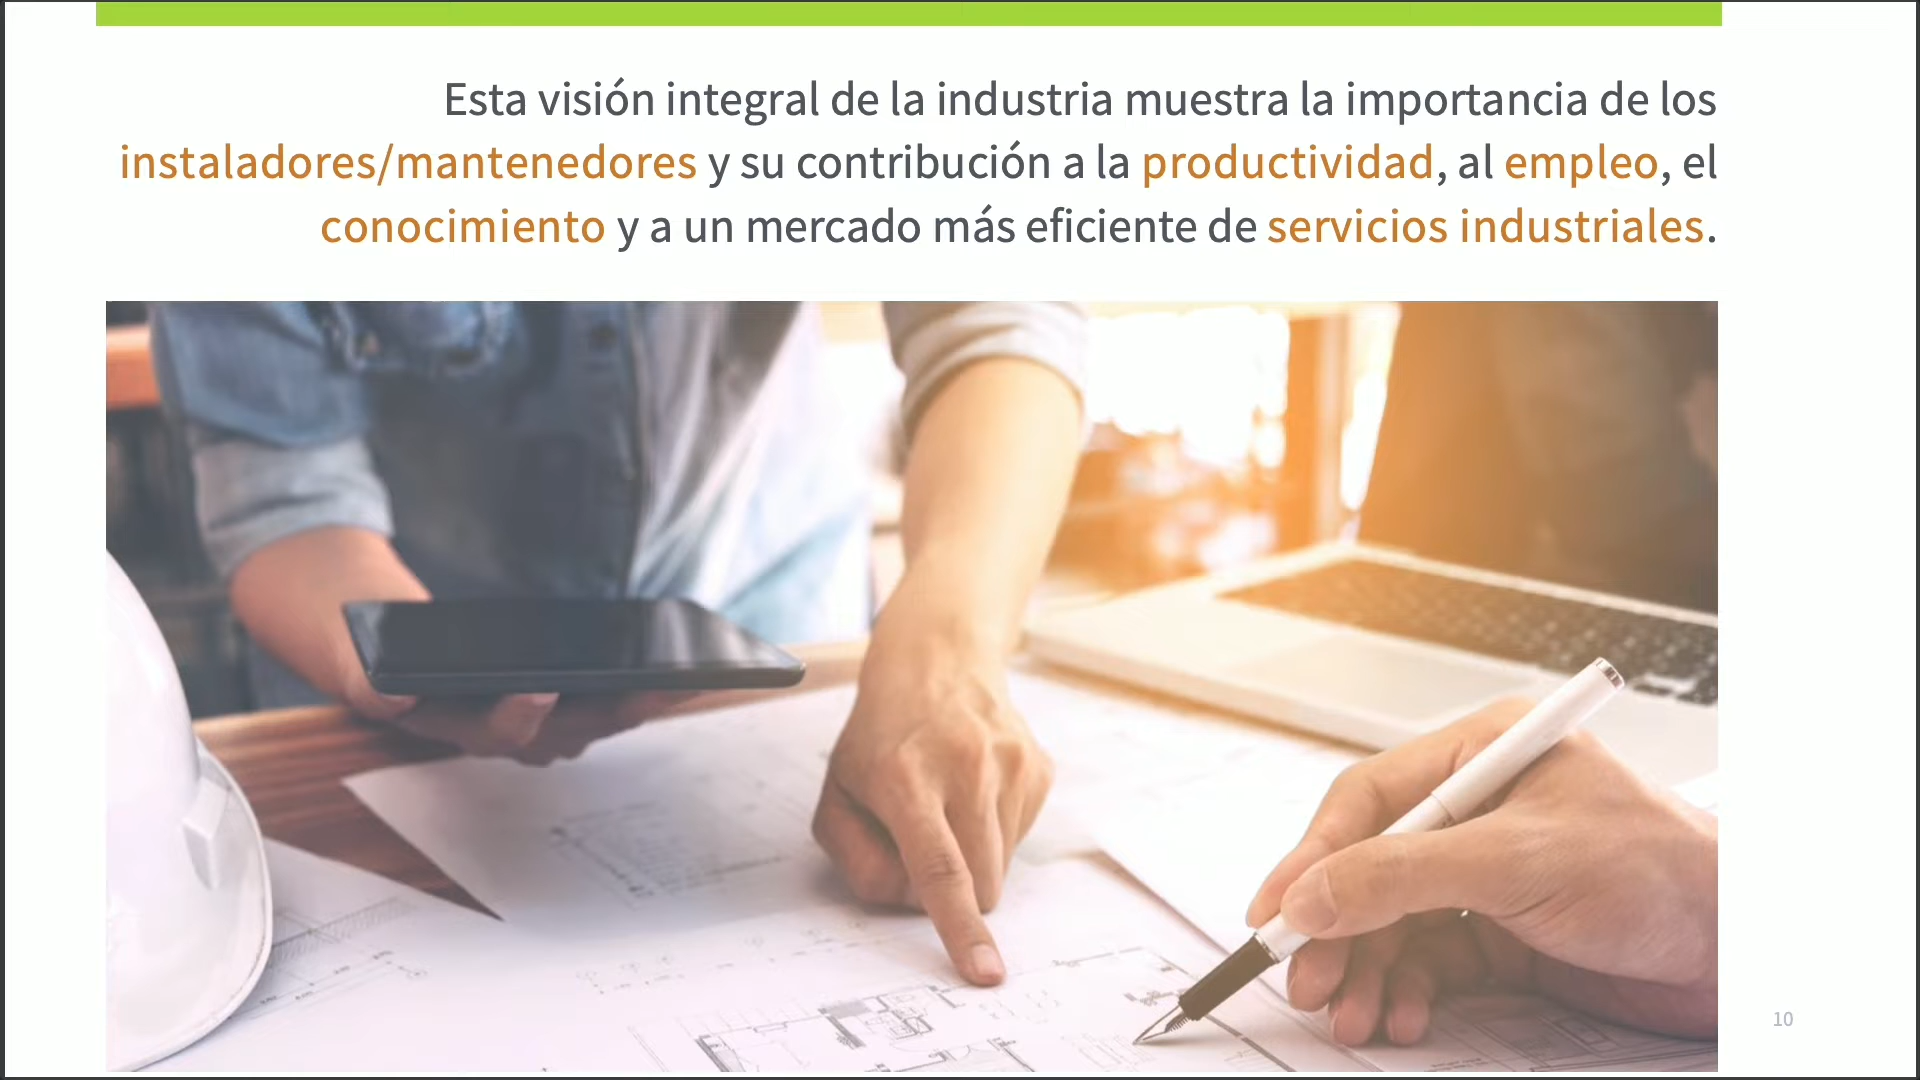 Esta visión integral de la industria muestra la importancia de los
instaladores/mantenedores y su contribución a la productividad, al empleo, el
conocimiento y a un mercado más eficiente de servicios industriales.
10